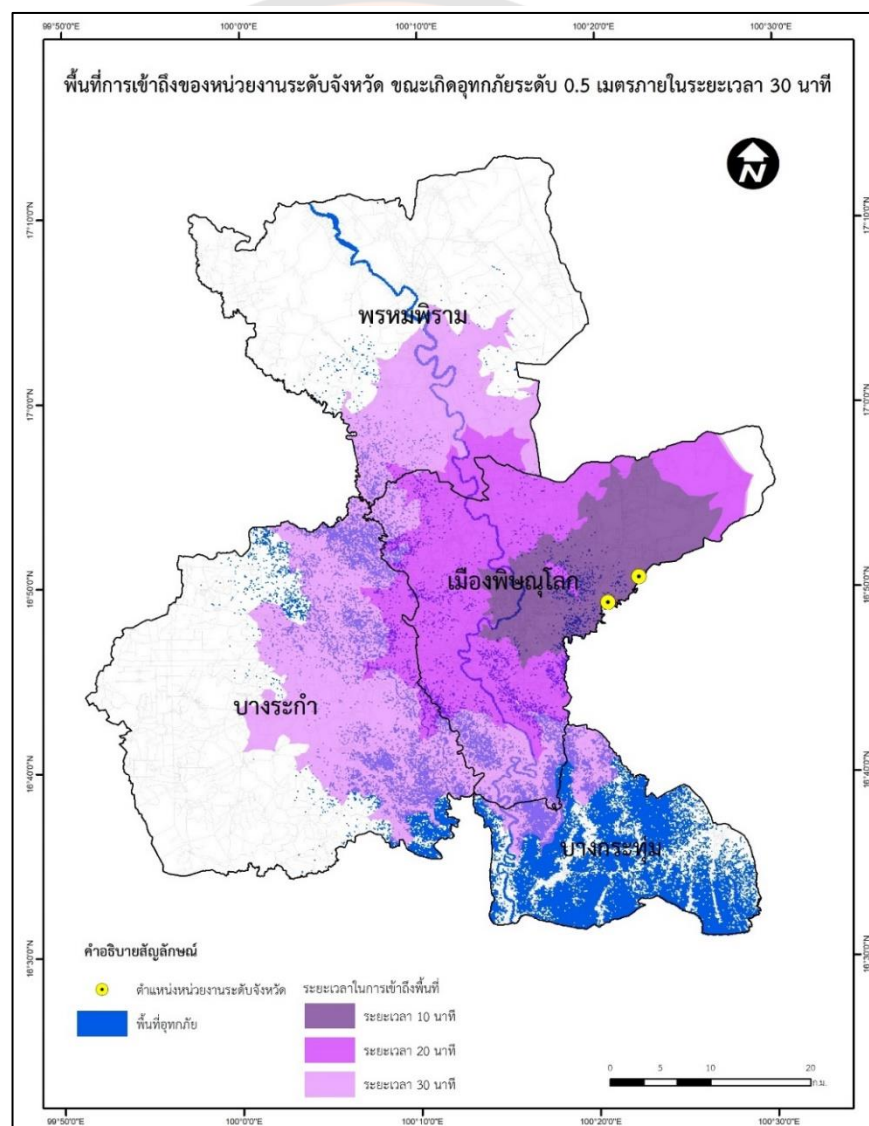 99°50'0"E 100°0'0"E 100°10'0"E 100°20'0"E 100°30'0"E
พื้นที่การเข้าถึงของหน่วยงานระดับจังหวัด ขณะเกิดอุทกภัยระดับ 0.5 เมตรภายในระยะเวลา 30 นาที
N
17°10'0"N 17°10'0"N
พรหมพิราม
17°0'0"N 17°0'0"N
เมืองพิษณุโลก
16°50'0"N 16°50'0"N
บางระกำ
16°40'0"N 16°40'0"N
บางกระทุ่ม
16°30'0"N 16°30'0"N
คำอธิบายสัญลักษณ์
ตำแหน่งหน่วยงานระดับจังหวัด
พื้นที่อุทกภัย
ระยะเวลาในการเข้าถึงพื้นที่
ระยะเวลา 10 นาที
ระยะเวลา 20 นาที
ระยะเวลา 30 นาที
0 5 10 20
ก.ม.
99°50'0"E 100°0'0"E 100°10'0"E 100°20'0"E 100°30'0"E